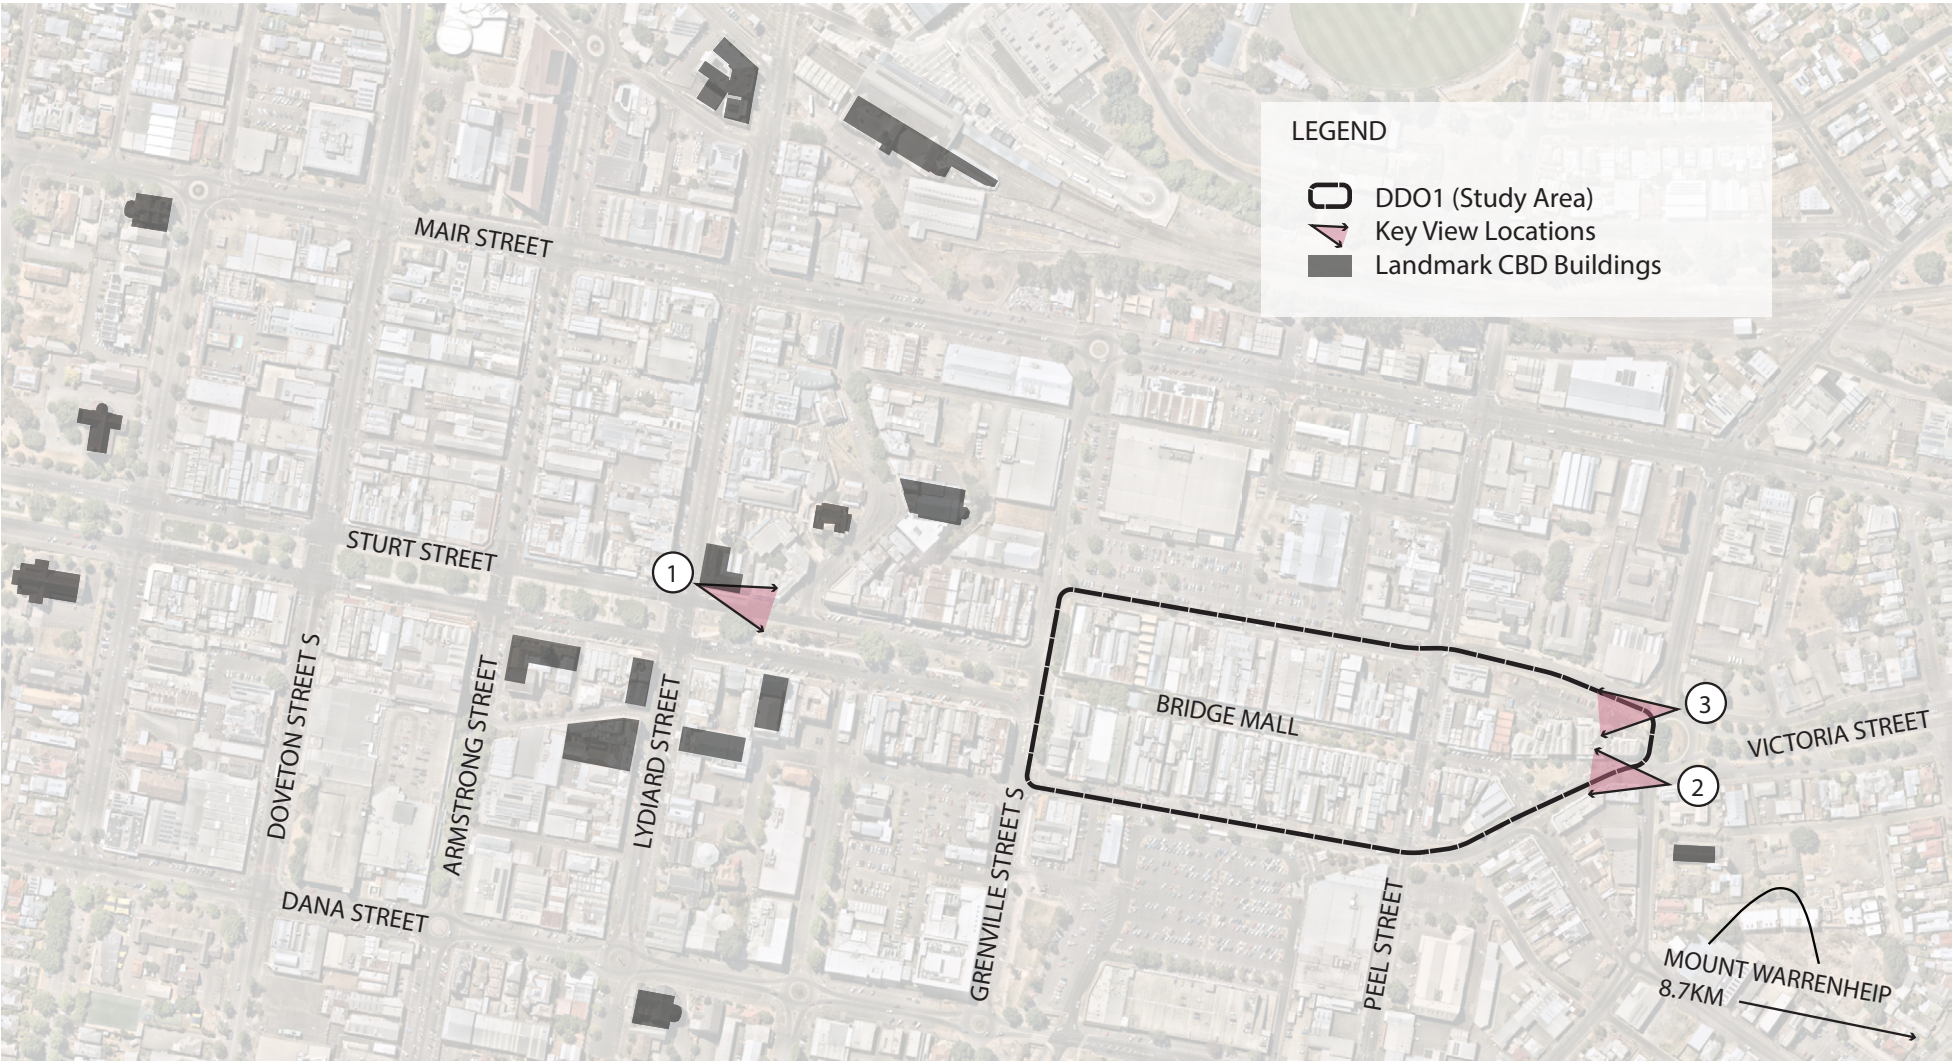 LEGEND
DDO1 (Study Area)
Key View Locations
Landmark CBD Buildings
MAIR STREET
STURT STREET
1
DOVETON STREET S
ARMSTRONG STREET
LYDIARD STREET
BRIDGE MALL
3
VICTORIA STREET
2
GRENVILLE STREET S
DANA STREET
PEEL STREET
MOUNT WARRENHEIP
8.7KM